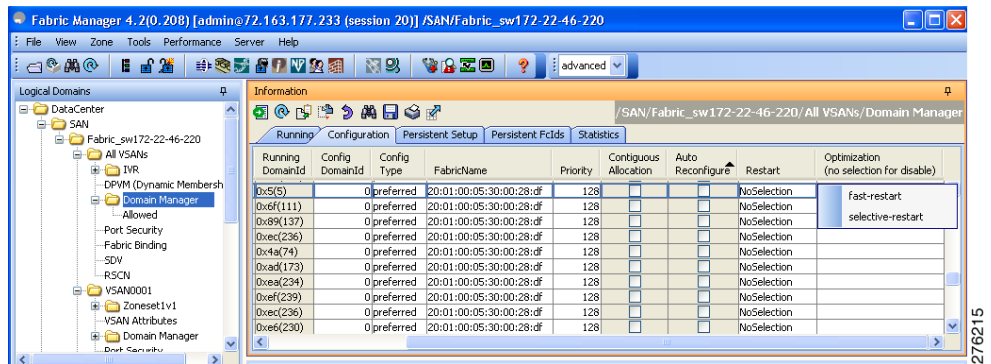 Fabric Manager 4.2(0.208) [admin@72.163.177.233 (session 20)] /SAN/Fabric_sw172-22-46-220
File View Zone Tools Performance Server Help
advanced
Logical Domains
DataCenter
SAN
Fabric_sw172-22-46-220
All VSANs
IVR
DPVM (Dynamic Membersh
Domain Manager
Allowed
Port Security
Fabric Binding
SDV
RSCN
VSAN0001
Zoneset1v1
VSAN Attributes
Domain Manager
Port Security
Information
/SAN/Fabric_sw172-22-46-220/All VSANs/Domain Manager
Running Configuration Persistent Setup Persistent FcIds Statistics
Running DomainId Config DomainId Config Type FabricName Priority Contiguous Allocation Auto Reconfigure Restart Optimization (no selection for disable)
0x5(5) 0 preferred 20:01:00:05:30:00:28:df 128 NoSelection
0x6f(111) 0 preferred 20:01:00:05:30:00:28:df 128 NoSelection
0x89(137) 0 preferred 20:01:00:05:30:00:28:df 128 NoSelection
0xec(236) 0 preferred 20:01:00:05:30:00:28:df 128 NoSelection
0x4a(74) 0 preferred 20:01:00:05:30:00:28:df 128 NoSelection
0xad(173) 0 preferred 20:01:00:05:30:00:28:df 128 NoSelection
0xea(234) 0 preferred 20:01:00:05:30:00:28:df 128 NoSelection
0xef(239) 0 preferred 20:01:00:05:30:00:28:df 128 NoSelection
0xec(236) 0 preferred 20:01:00:05:30:00:28:df 128 NoSelection
0xe6(230) 0 preferred 20:01:00:05:30:00:28:df 128 NoSelection
fast-restart
selective-restart
276215